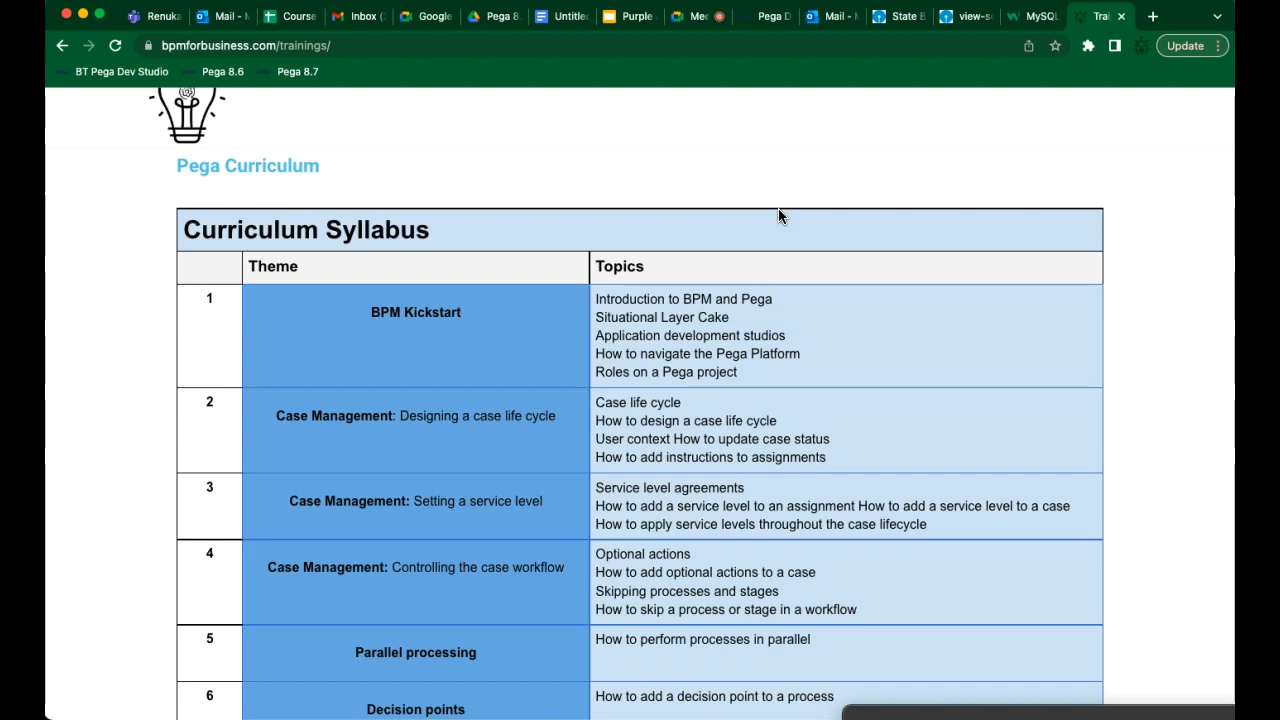 Renuka
Mail -
Course
Inbox (
Google
Pega 8.
Untitle
Purple
Mee
Pega D
Mail -
State B
view-s
MySQL
Trai
bpmforbusiness.com/trainings/
Update
BT Pega Dev Studio
Pega 8.6
Pega 8.7
Pega Curriculum
Curriculum Syllabus
Theme
Topics
1
BPM Kickstart
Introduction to BPM and Pega
Situational Layer Cake
Application development studios
How to navigate the Pega Platform
Roles on a Pega project
2
Case Management: Designing a case life cycle
Case life cycle
How to design a case life cycle
User context How to update case status
How to add instructions to assignments
3
Case Management: Setting a service level
Service level agreements
How to add a service level to an assignment How to add a service level to a case
How to apply service levels throughout the case lifecycle
4
Case Management: Controlling the case workflow
Optional actions
How to add optional actions to a case
Skipping processes and stages
How to skip a process or stage in a workflow
5
Parallel processing
How to perform processes in parallel
6
Decision points
How to add a decision point to a process